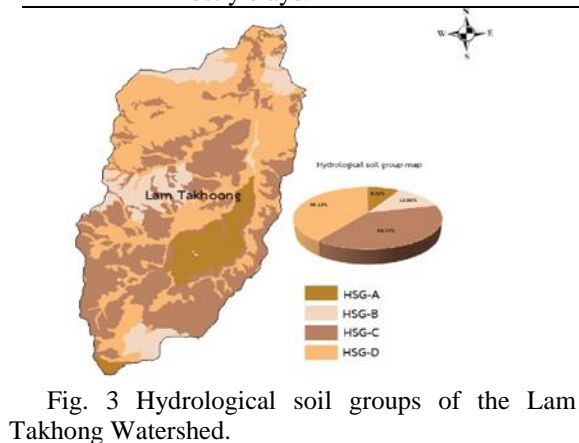 N
W E
S
Hydrological soil group map
Lam Takhoong
HSG-A
HSG-B
HSG-C
HSG-D
Fig. 3 Hydrological soil groups of the Lam
Takhong Watershed.